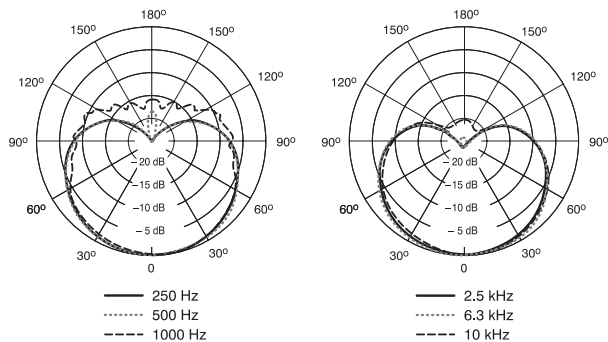 180° 180°
150° 150° 150° 150°
120° 120° 120° 120°
90° 90° 90° 90°
– 20 dB – 20 dB
– 15 dB – 15 dB
60° – 10 dB 60° 60° – 10 dB 60°
– 5 dB – 5 dB
30° 30° 30° 30°
0 0
250 Hz 2.5 kHz
500 Hz 6.3 kHz
1000 Hz 10 kHz